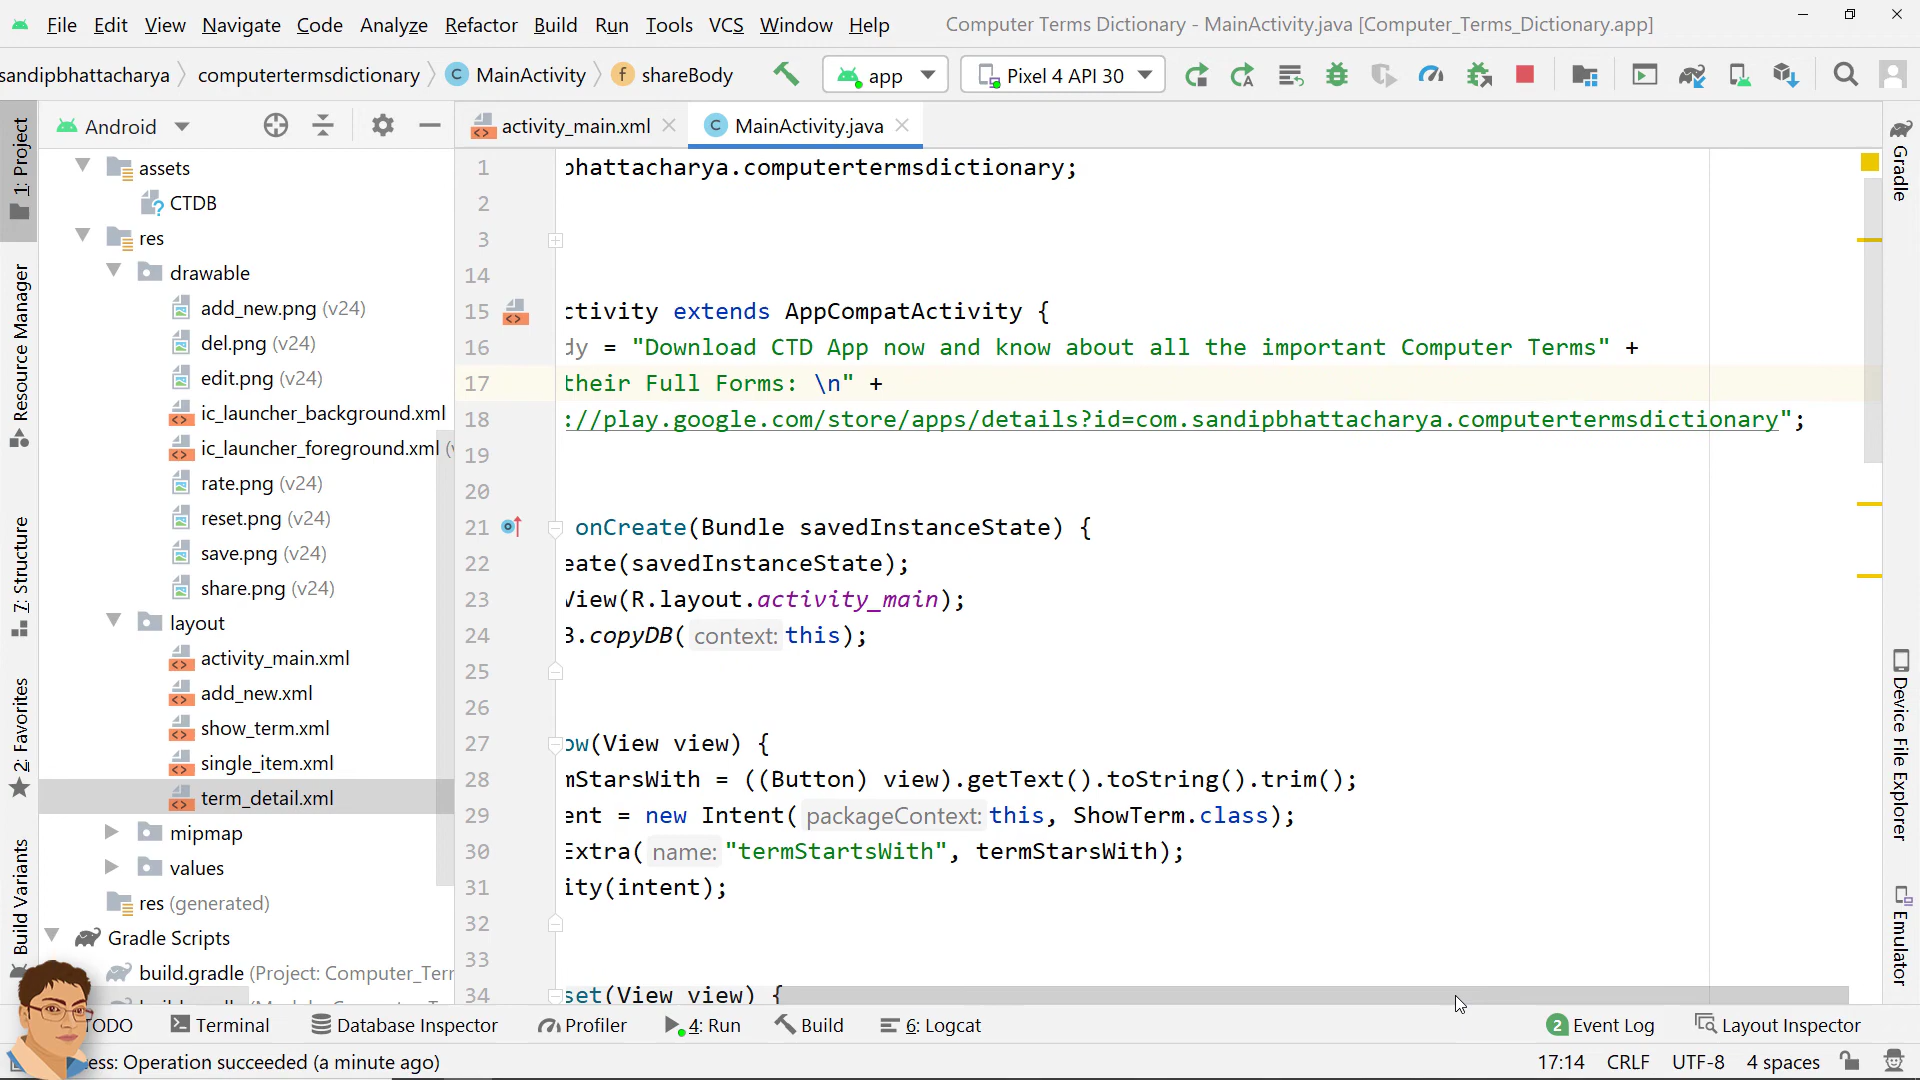 File Edit View Navigate Code Analyze Refactor Build Run Tools VCS Window Help Computer Terms Dictionary - MainActivity.java [Computer_Terms_Dictionary.app]
sandipbhattacharya computertermsdictionary C MainActivity f shareBody app Pixel 4 API 30
Android
activity_main.xml
C MainActivity.java
1: Project
Resource Manager
7: Structure
2: Favorites
Build Variants
assets
CTDB
res
drawable
add_new.png (v24)
del.png (v24)
edit.png (v24)
ic_launcher_background.xml
ic_launcher_foreground.xml
rate.png (v24)
reset.png (v24)
save.png (v24)
share.png (v24)
layout
activity_main.xml
add_new.xml
show_term.xml
single_item.xml
term_detail.xml
mipmap
values
res (generated)
Gradle Scripts
build.gradle (Project: Computer_Terr
1 bhattacharya.computertermsdictionary;
2
3
14
15 ctivity extends AppCompatActivity {
16 dy = "Download CTD App now and know about all the important Computer Terms" +
17 their Full Forms: \n" +
18 ://play.google.com/store/apps/details?id=com.sandipbhattacharya.computertermsdictionary";
19
20
21 onCreate(Bundle savedInstanceState) {
22 eate(savedInstanceState);
23 View(R.layout.activity_main);
24 B.copyDB( context: this);
25
26
27 ow(View view) {
28 mStarsWith = ((Button) view).getText().toString().trim();
29 ent = new Intent( packageContext: this, ShowTerm.class);
30 Extra( name: "termStartsWith", termStarsWith);
31 ity(intent);
32
33
34 set(View view) {
Gradle
Device File Explorer
Emulator
TODO Terminal Database Inspector Profiler 4: Run Build 6: Logcat 2 Event Log Layout Inspector
ess: Operation succeeded (a minute ago) 17:14 CRLF UTF-8 4 spaces